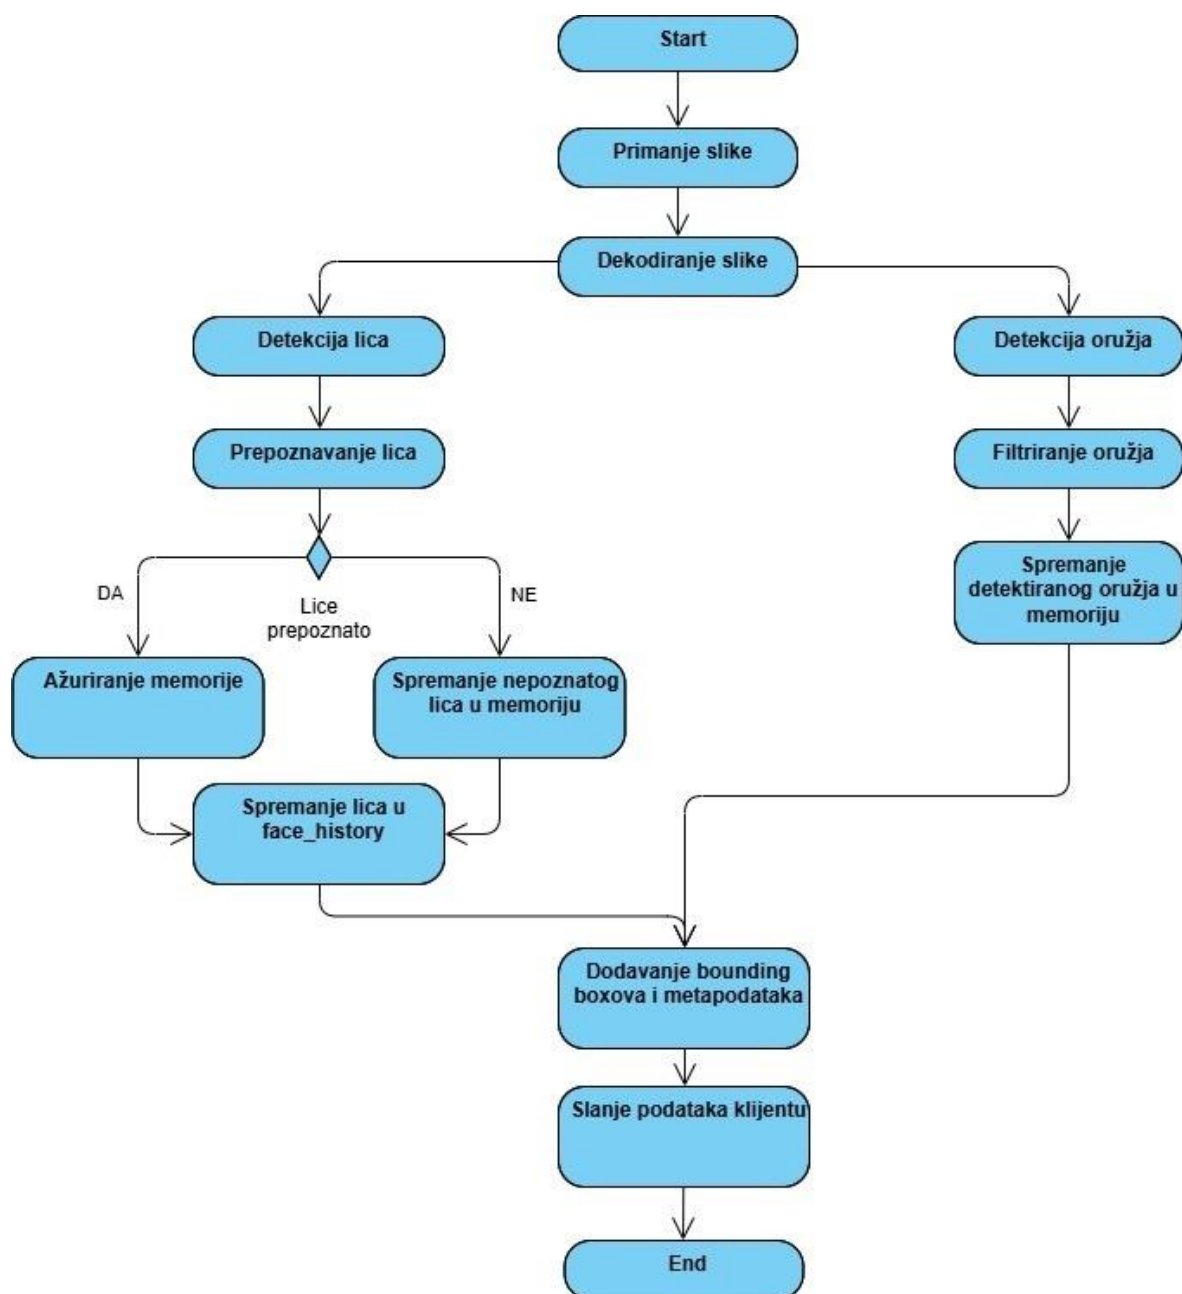 Start
Primanje slike
Dekodiranje slike
Detekcija lica
Detekcija oružja
Prepoznavanje lica
Filtriranje oružja
Spremanje
detektiranog oružja u
memoriju
DA
NE
Lice
prepoznato
Ažuriranje memorije
Spremanje nepoznatog
lica u memoriju
Spremanje lica u
face_history
Dodavanje bounding
boxova i metapodataka
Slanje podataka klijentu
End